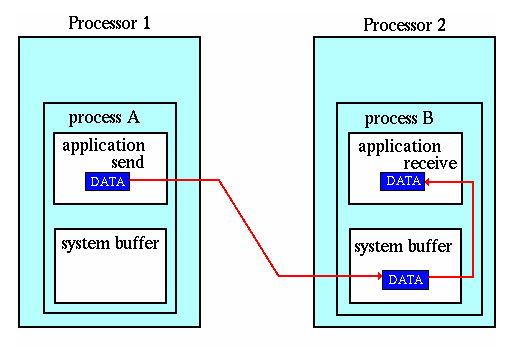 Processor 1
process A
application
send
DATA
system buffer
Processor 2
process B
application
receive
DATA
system buffer
DATA